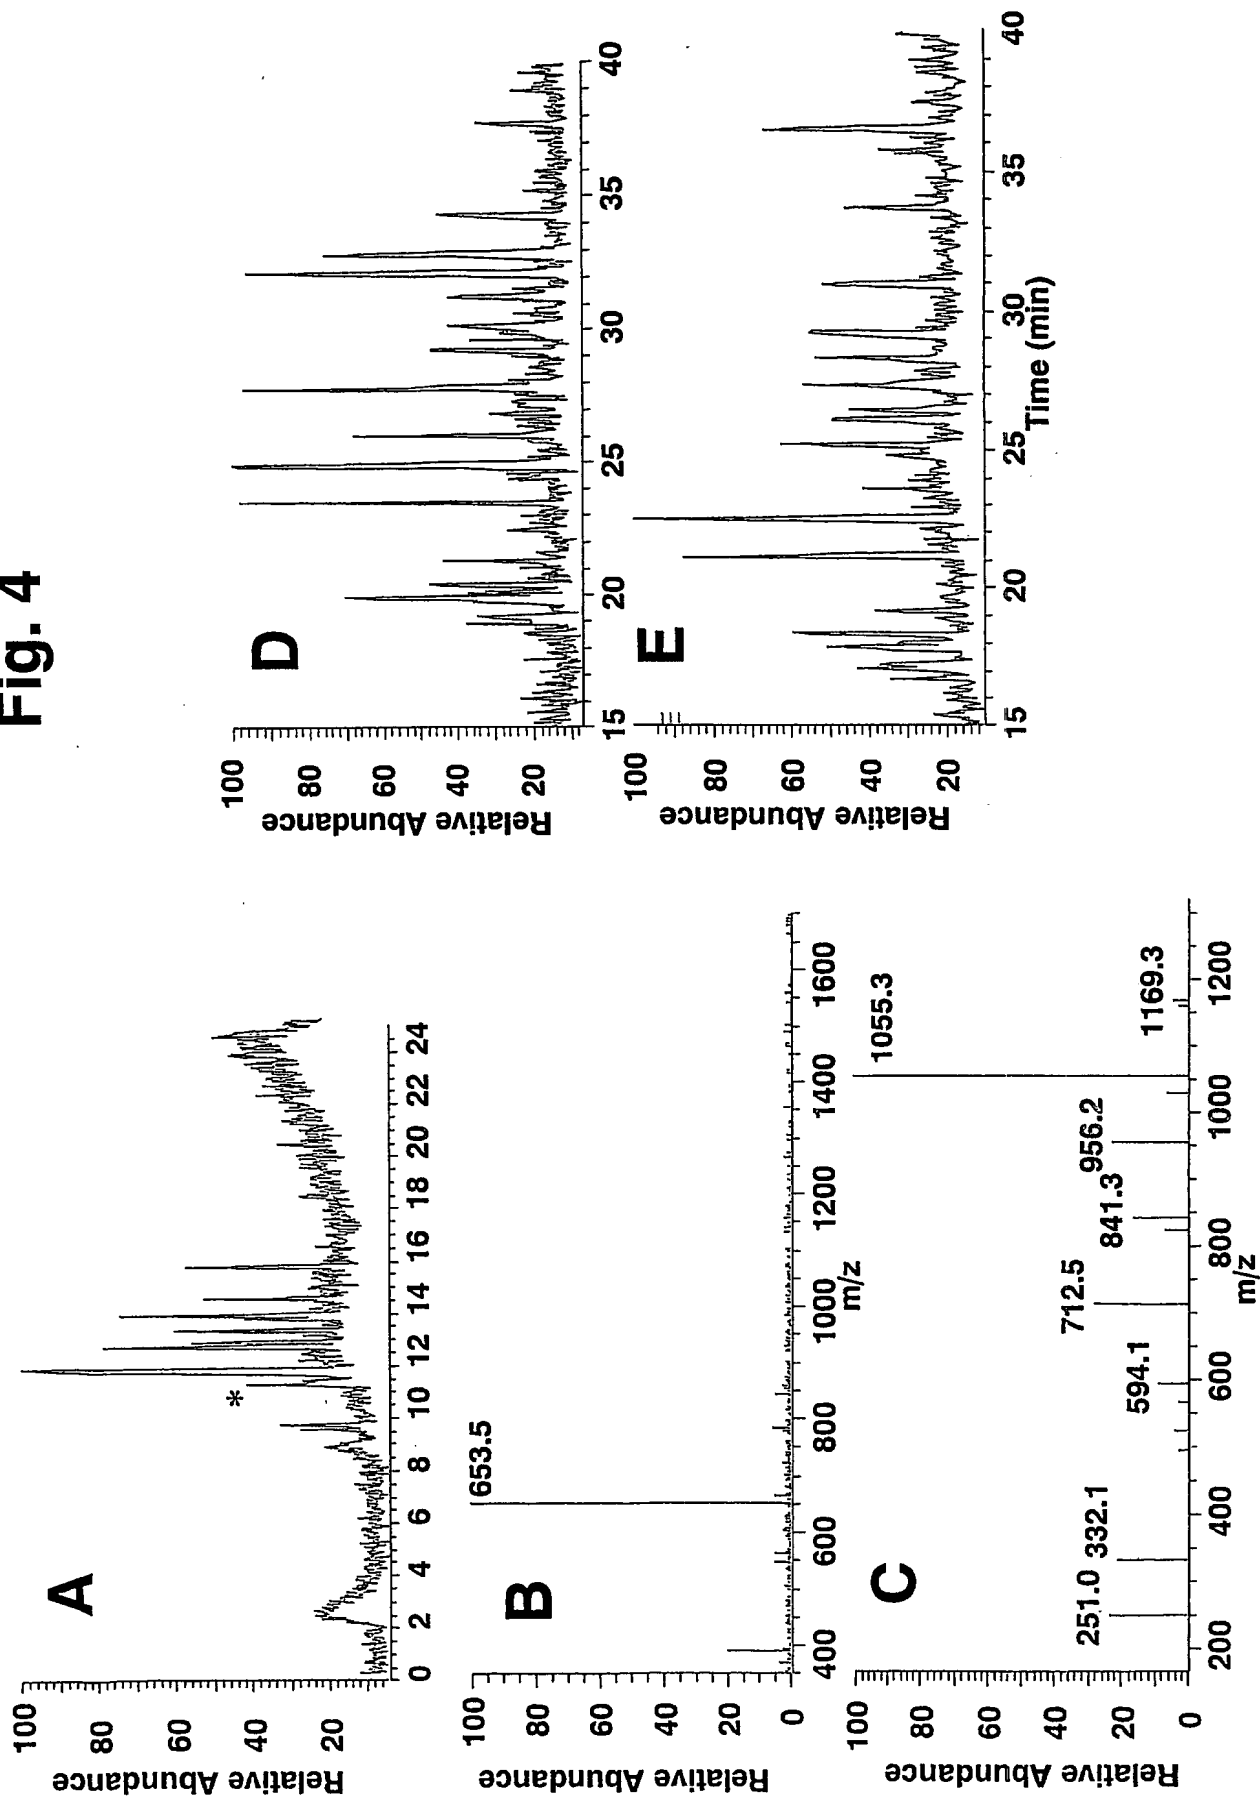 Fig. 4
A
Relative Abundance
100
80
60
40
20
*
0 2 4 6 8 10 12 14 16 18 20 22 24
B
Relative Abundance
100
80
60
40
20
0
653.5
400 600 800 1000 1200 1400 1600
m/z
C
Relative Abundance
100
80
60
40
20
0
251.0
332.1
594.1
712.5
841.3
956.2
1055.3
1169.3
200 400 600 800 1000 1200
m/z
D
Relative Abundance
100
80
60
40
20
15 20 25 30 35 40
E
Relative Abundance
100
80
60
40
20
15 20 25 30 35 40
Time (min)